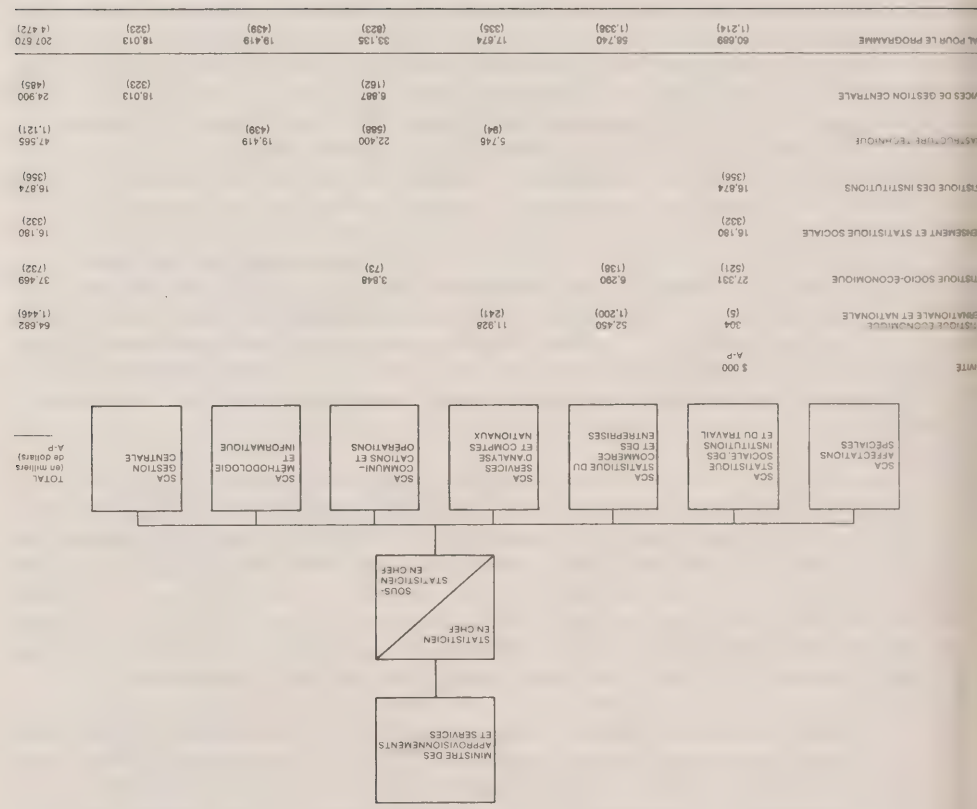 MINISTRE DES
APPROVISIONNEMENTS
ET SERVICES
STATISTICIEN
EN CHEF
SOUS-
STATISTICIEN
EN CHEF
SCA
AFFECTATIONS
SPÉCIALES
SCA
STATISTIQUE
SOCIALE, DES
INSTITUTIONS
ET DU TRAVAIL
SCA
STATISTIQUE DU
COMMERCE
ET DES
ENTREPRISES
SCA
SERVICES
D'ANALYSE
ET COMPTES
NATIONAUX
SCA
COMMUNI-
CATIONS ET
OPÉRATIONS
SCA
MÉTHODOLOGIE
ET
INFORMATIQUE
SCA
GESTION
CENTRALE
TOTAL
(en milliers
de dollars)
A-P
IVITÉ $ 000
A-P
TISTIQUE ÉCONOMIQUE
ERNATIONALE ET NATIONALE 304 52,450 11,928 64,682
(5) (1,200) (241) (1,446)
TISTIQUE SOCIO-ÉCONOMIQUE 27,331 6,290 3,848 37,469
(521) (138) (73) (732)
ENSEMENT ET STATISTIQUE SOCIALE 16,180 16,180
(332) (332)
TISTIQUE DES INSTITUTIONS 16,874 16,874
(356) (356)
ASTRUCTURE TECHNIQUE 5,746 22,400 19,419 47,565
(94) (588) (439) (1,121)
VICES DE GESTION CENTRALE 6,887 18,013 24,900
(162) (323) (485)
AL POUR LE PROGRAMME 60,689 58,740 17,674 33,135 19,419 18,013 207 670
(1,214) (1,338) (335) (823) (439) (323) (4 472)